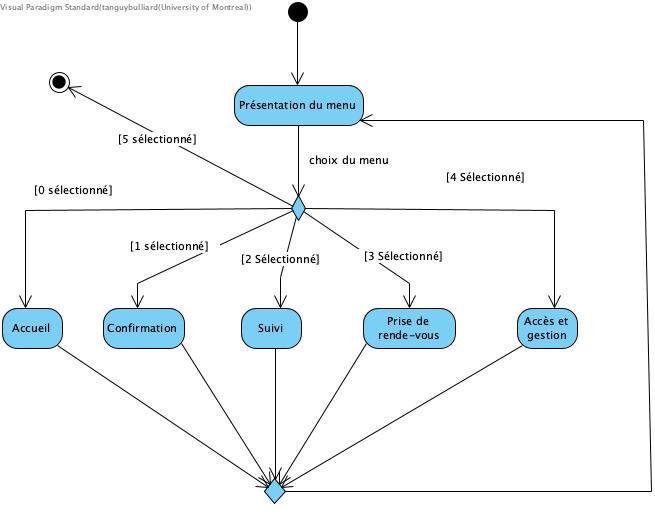 Visual Paradigm Standard(tanguybulliard(University of Montreal))
Présentation du menu
[5 sélectionné]
choix du menu
[4 Sélectionné]
[0 sélectionné]
[1 sélectionné]
[2 Sélectionné]
[3 Sélectionné]
Accueil
Confirmation
Suivi
Prise de
rende-vous
Accès et
gestion